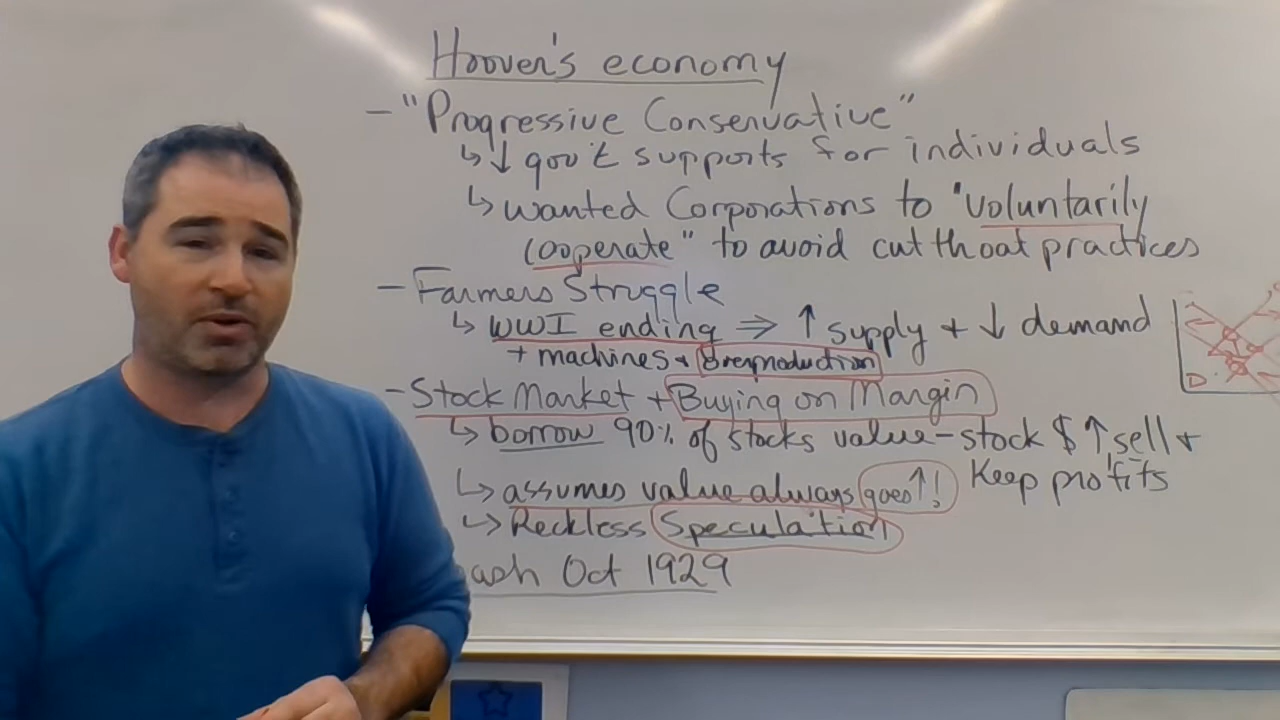 Hoover's economy
- "Progressive Conservative"
↳ ↓ gov't supports for individuals
↳ wanted Corporations to "voluntarily
cooperate" to avoid cutthoat practices
- Farmers Struggle
↳ WWI ending ⇒ ↑ supply + ↓ demand
+ machines + overproduction
- Stock Market + Buying on Margin
↳ borrow 90% of stocks value - stock $ ↑ sell +
Keep profits
↳ assumes value always goes ↑!
↳ Reckless Speculation
Oct 1929
D